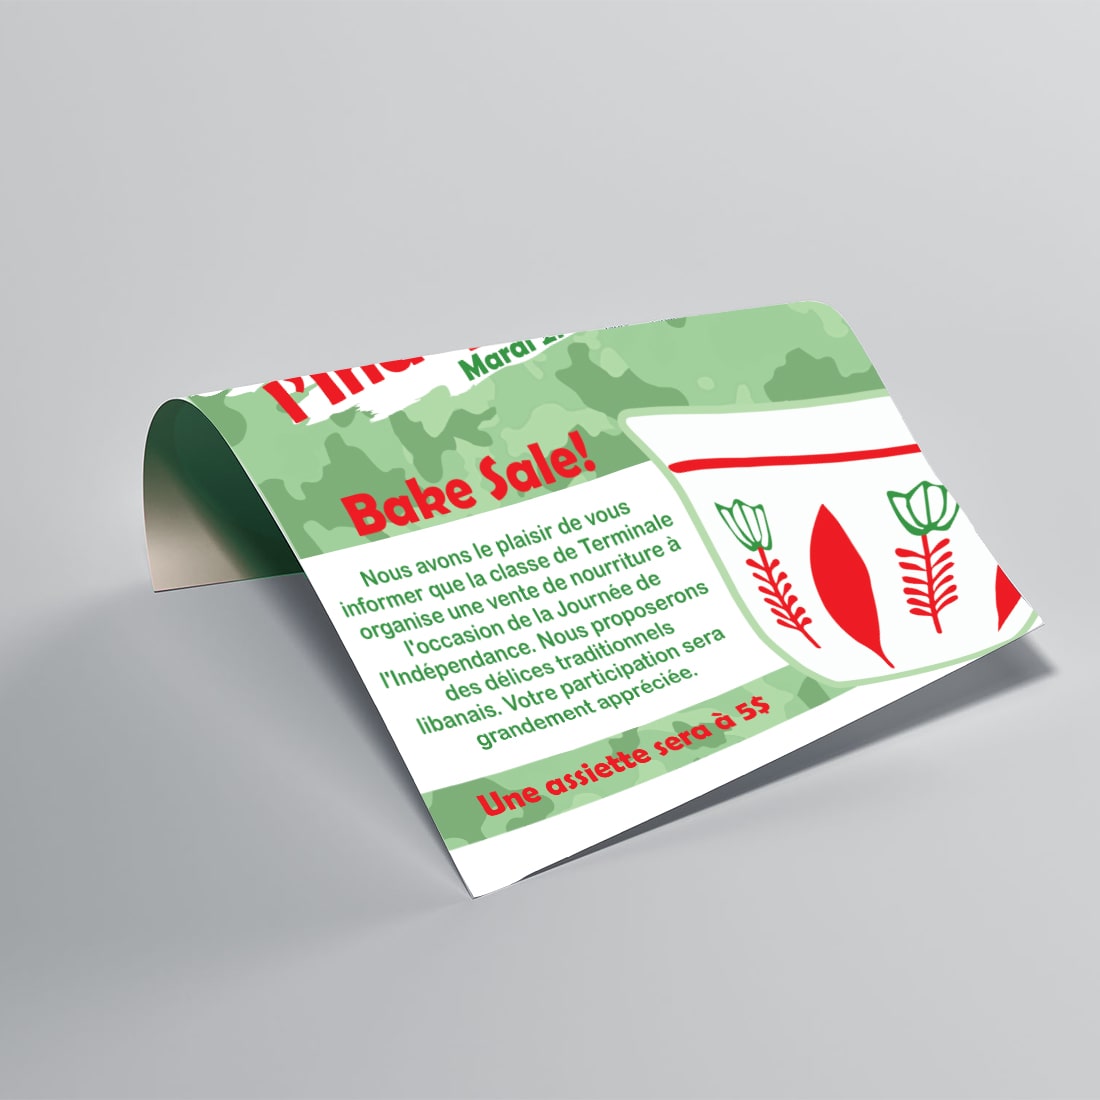 Mardi
Bake Sale!
Nous avons le plaisir de vous
informer que la classe de Terminale
organise une vente de nourriture à
l'occasion de la Journée de
l'Indépendance. Nous proposerons
des délices traditionnels
libanais. Votre participation sera
grandement appréciée.
Une assiette sera à 5$